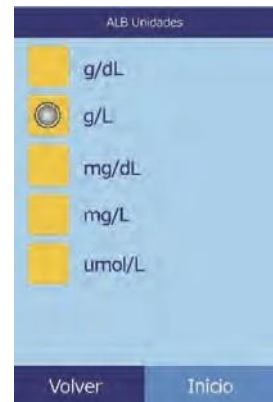 ALB Unidades
g/dL
g/L
mg/dL
mg/L
umol/L
Volver Inicio